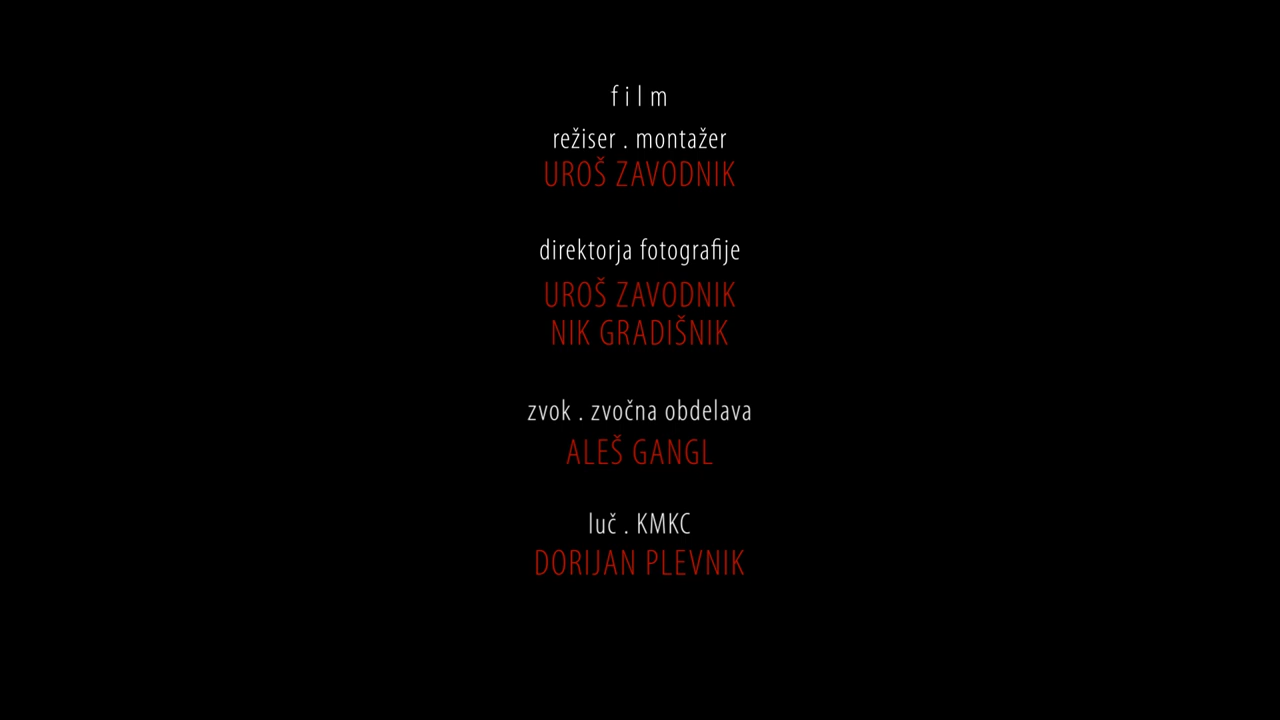 f i l m
režiser . montažer
UROŠ ZAVODNIK
direktorja fotografije
UROŠ ZAVODNIK
NIK GRADIŠNIK
zvok . zvočna obdelava
ALEŠ GANGL
luč . KMKC
DORIJAN PLEVNIK